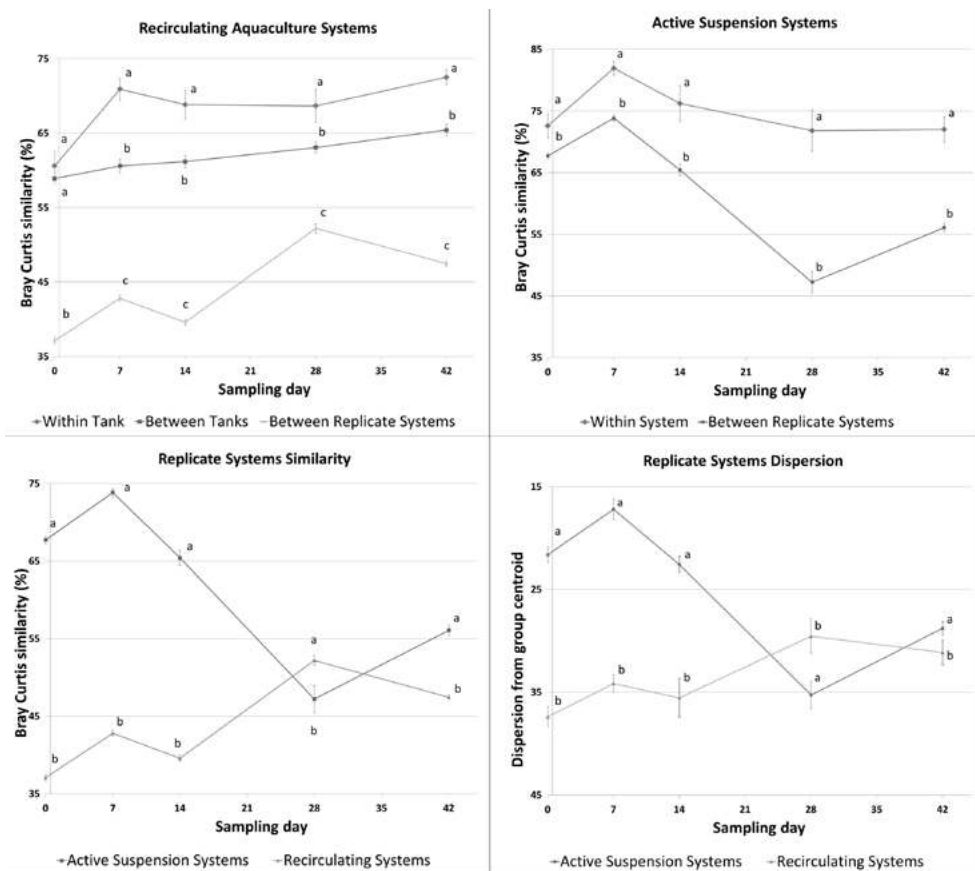 Recirculating Aquaculture Systems
Bray Curtis similarity (%)
75
65
55
45
35
a
a
a
a
a
a
b
b
b
b
b
c
c
c
c
0
7
14
21
28
35
42
Sampling day
Within Tank Between Tanks Between Replicate Systems
Active Suspension Systems
Bray Curtis similarity (%)
85
75
65
55
45
35
a
a
a
a
a
b
b
b
b
b
0
7
14
21
28
35
42
Sampling day
Within System Between Replicate Systems
Replicate Systems Similarity
Bray Curtis similarity (%)
75
65
55
45
35
a
a
a
a
a
b
b
b
b
b
0
7
14
21
28
35
42
Sampling day
Active Suspension Systems Recirculating Systems
Replicate Systems Dispersion
Dispersion from group centroid
15
25
35
45
a
a
a
b
a
b
b
b
a
b
0
7
14
21
28
35
42
Sampling day
Active Suspension Systems Recirculating Systems